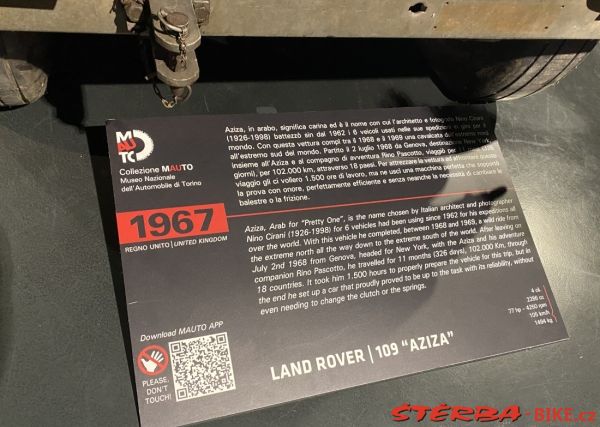 MAUTO
Collezione MAUTO
Museo Nazionale
dell'Automobile di Torino
1967
REGNO UNITO | UNITED KINGDOM
Aziza, in arabo, significa carina ed è il nome con cui l'architetto e fotografo Nino Cirani
(1926-1998) battezzò sin dal 1962 i 6 veicoli usati nelle sue spedizioni in giro per il
mondo. Con questa vettura compì tra il 1968 e il 1969 una cavalcata dall'estremo nord
all'estremo sud del mondo. Partito il 2 luglio 1968 da Genova, destinazione New York,
insieme all'Aziza e al compagno di avventura Rino Pascotto, viaggiò per 11 mesi (326
giorni), per 102.000 km, attraverso 18 paesi. Per attrezzare la vettura ed affrontare questo
viaggio gli ci vollero 1.500 ore di lavoro, ma ne uscì una macchina perfetta che sopportò
la prova con onore, perfettamente efficiente e senza neanche la necessità di cambiare le
balestre o la frizione.
Aziza, Arab for "Pretty One", is the name chosen by Italian architect and photographer
Nino Cirani (1926-1998) for 6 vehicles had been using since 1962 for his expeditions all
over the world. With this vehicle he completed, between 1968 and 1969, a wild ride from
the extreme north all the way down to the extreme south of the world. After leaving on
July 2nd 1968 from Genova, headed for New York, with the Aziza and his adventure
companion Rino Pascotto, he travelled for 11 months (326 days), 102.000 Km, through
18 countries. It took him 1.500 hours to properly prepare the vehicle for this trip, but in
the end he set up a car that proudly proved to be up to the task with its reliability, without
even needing to change the clutch or the springs.
4 cil.
2286 cc
77 hp - 4250 rpm
105 km/h
1494 kg
Download MAUTO APP
PLEASE,
DON'T
TOUCH!
LAND ROVER | 109 "AZIZA"
ŠTĚRBA-BIKE.cz